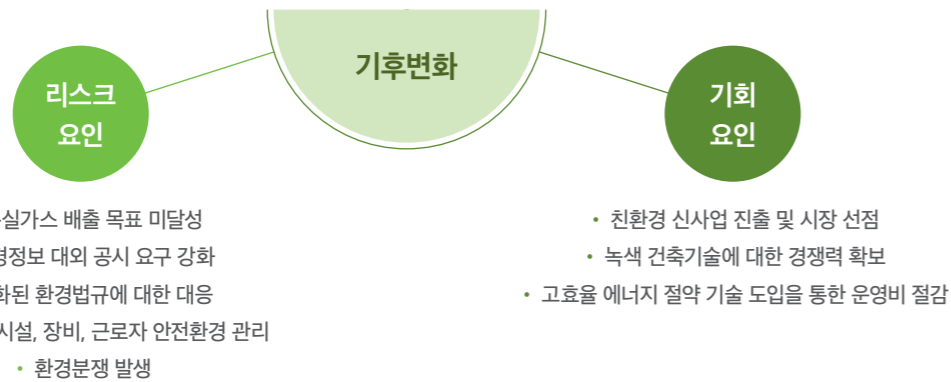 기후변화
리스크
요인
실가스 배출 목표 미달성
정보 대외 공시 요구 강화
화된 환경법규에 대한 대응
시설, 장비, 근로자 안전환경 관리
• 환경분쟁 발생
기회
요인
• 친환경 신사업 진출 및 시장 선점
• 녹색 건축기술에 대한 경쟁력 확보
• 고효율 에너지 절약 기술 도입을 통한 운영비 절감